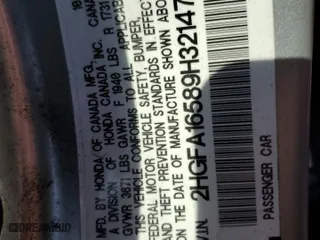 MFD. BY HONDA OF CANADA MFG.
A DIVISION OF HONDA CANADA INC.
GVWR 3671 LBS GAWR F 1940 LBS R 1731
THIS VEHICLE CONFORMS TO ALL APPLICABLE
FEDERAL MOTOR VEHICLE SAFETY, BUMPER,
AND THEFT PREVENTION STANDARDS IN EFFECT
ON THE DATE OF MANUFACTURE SHOWN ABOVE
V.I.N. 2HGFA16589H32147
PASSENGER CAR